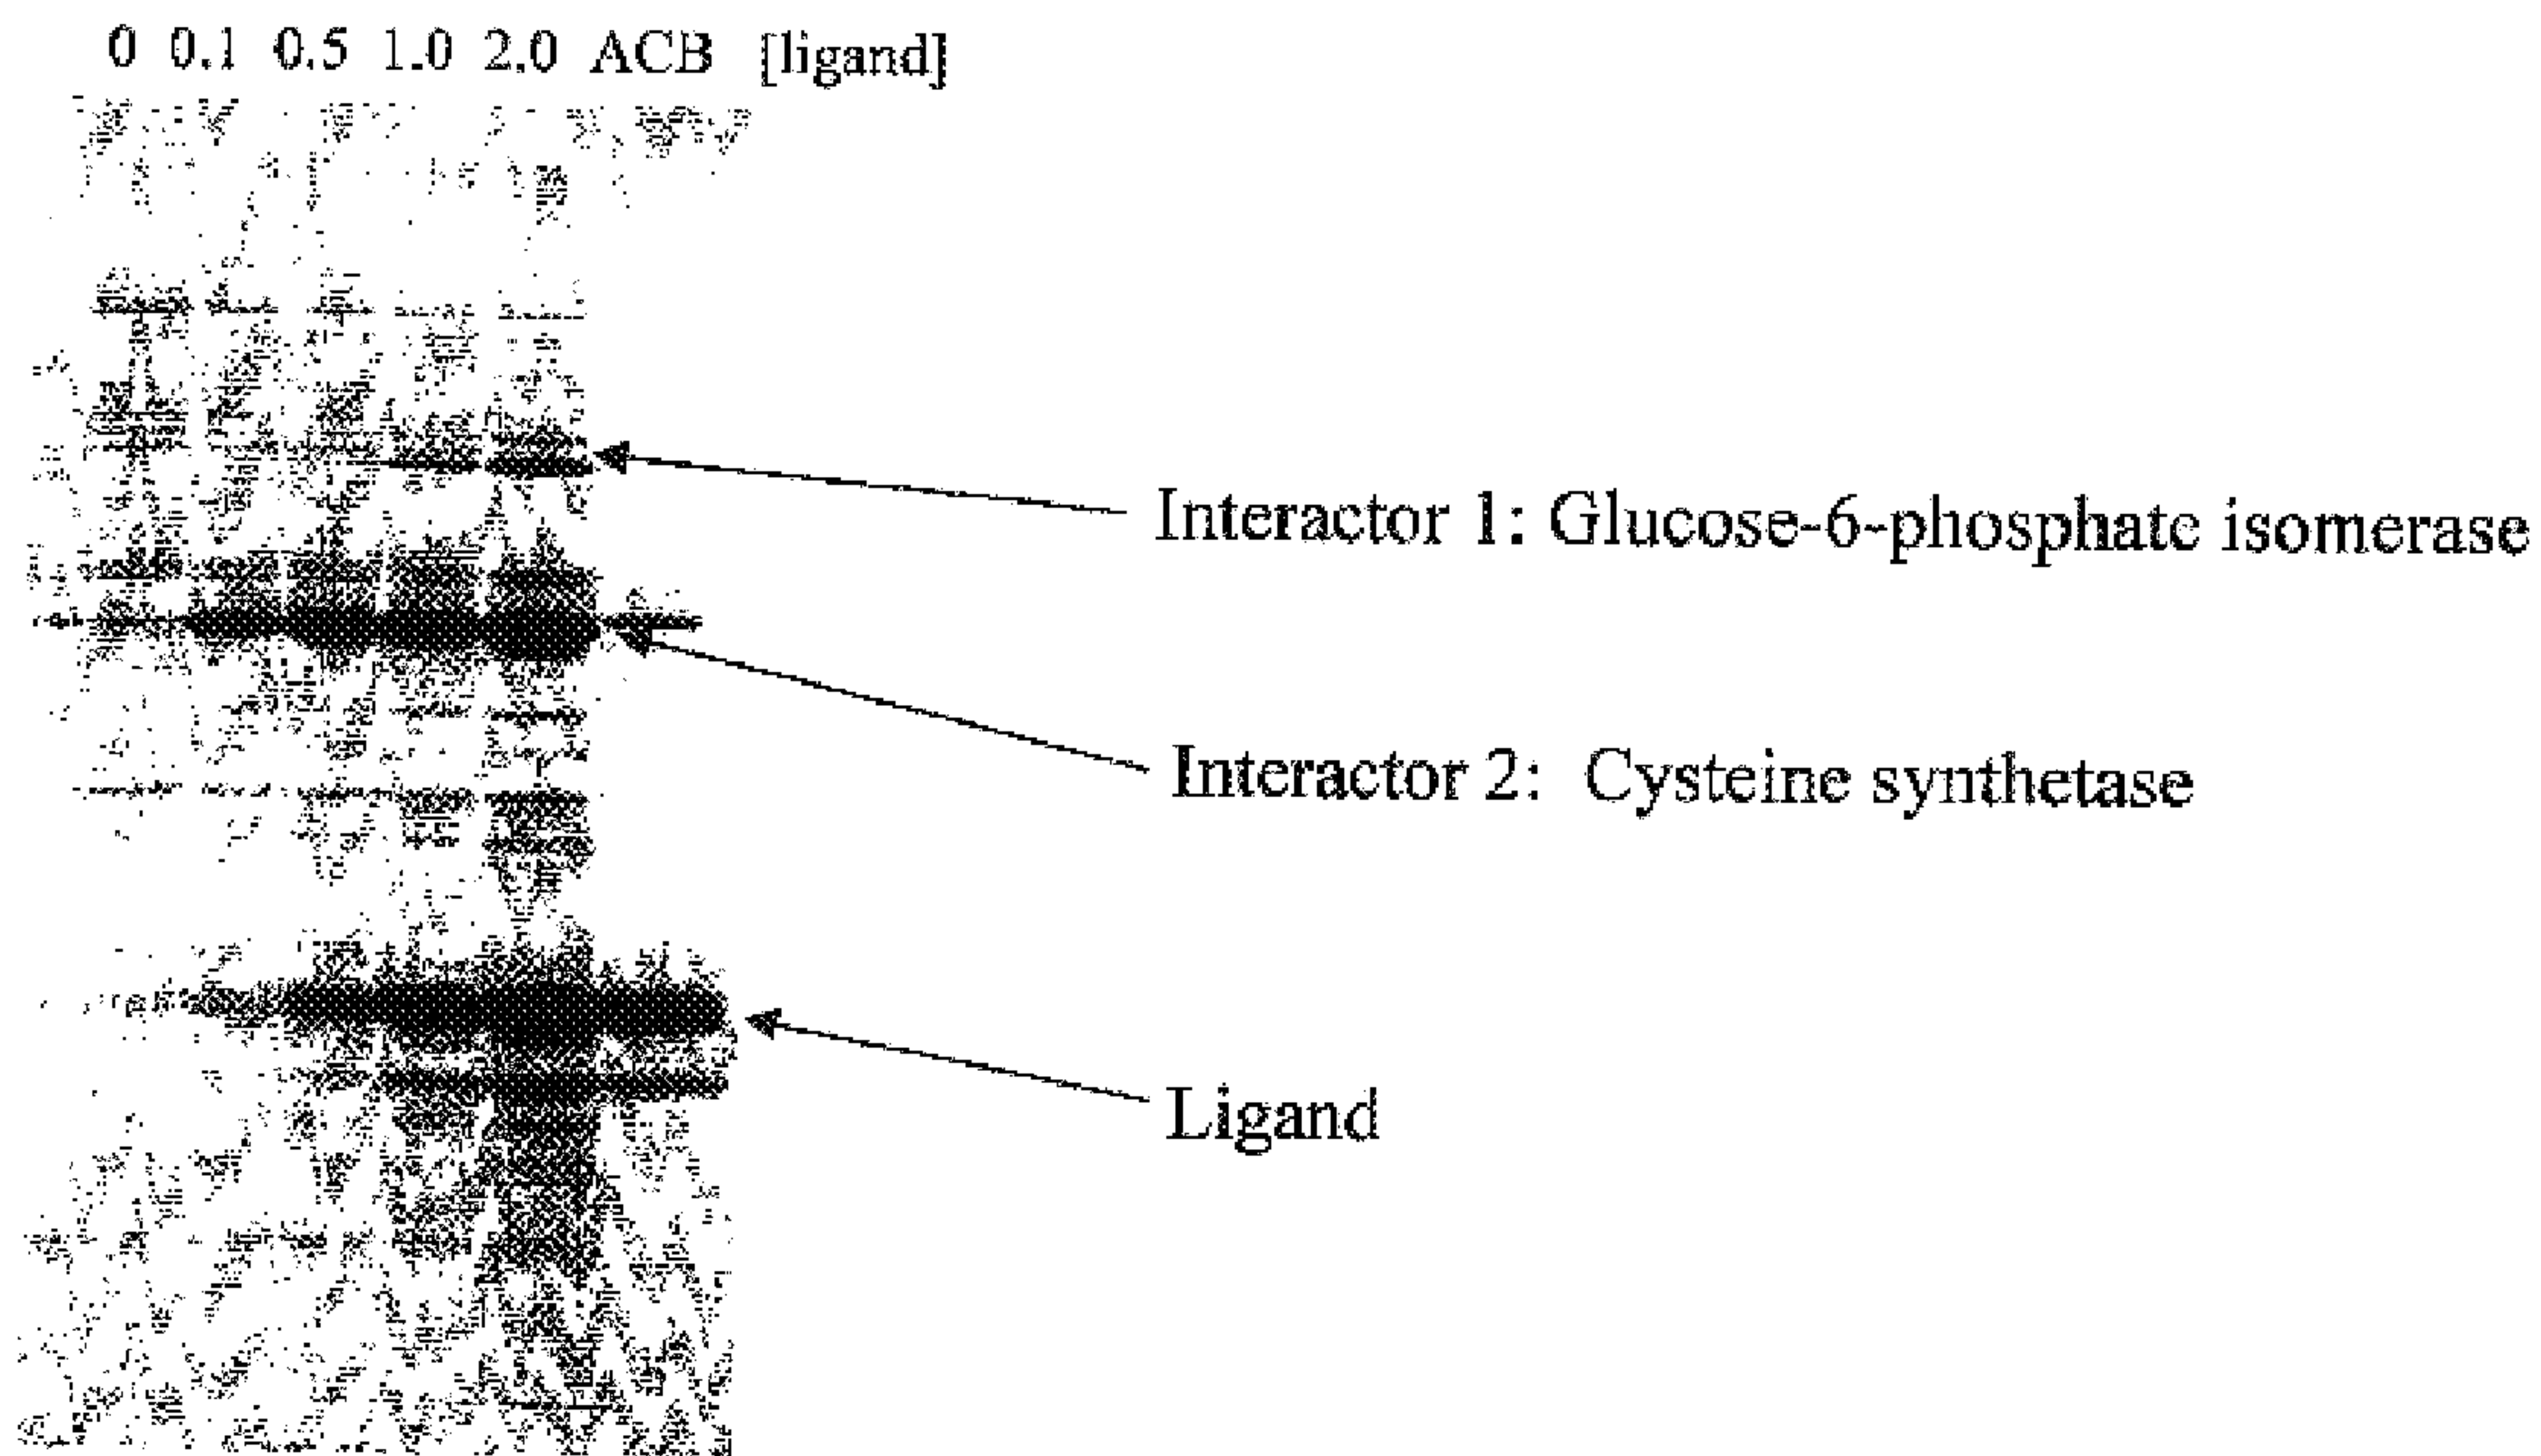 0 0.1 0.5 1.0 2.0 ACB [ligand]
Interactor 1: Glucose-6-phosphate isomerase
Interactor 2: Cysteine synthetase
Ligand